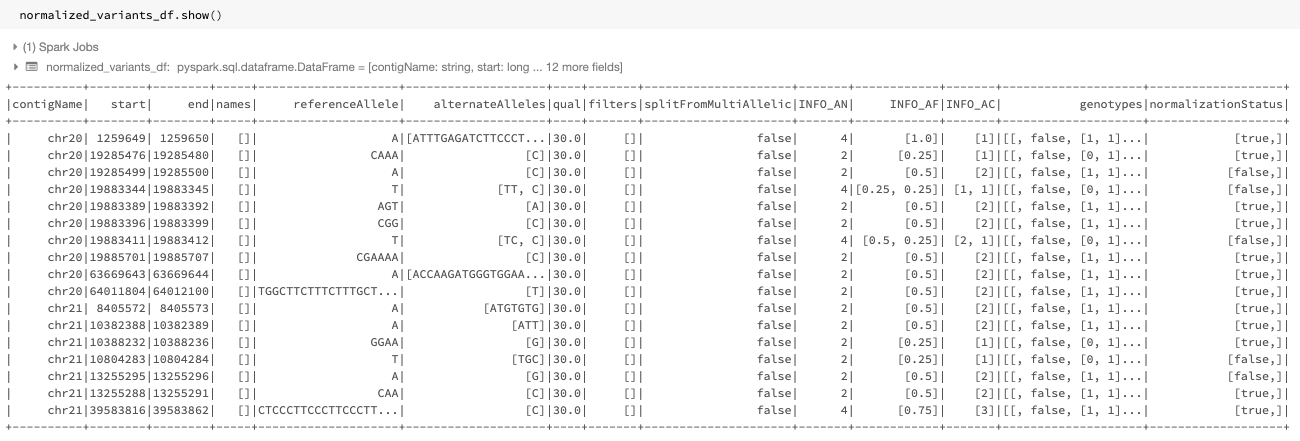 normalized_variants_df.show()
(1) Spark Jobs
normalized_variants_df: pyspark.sql.dataframe.DataFrame = [contigName: string, start: long ... 12 more fields]
+----------+--------+--------+-----+--------------------+--------------------+----+-------+---------------------+-------+------------+-------+--------------------+-------------------+
|contigName|   start|     end|names|     referenceAllele|    alternateAlleles|qual|filters|splitFromMultiAllelic|INFO_AN|     INFO_AF|INFO_AC|           genotypes|normalizationStatus|
+----------+--------+--------+-----+--------------------+--------------------+----+-------+---------------------+-------+------------+-------+--------------------+-------------------+
|     chr20| 1259649| 1259650|   []|                   A|[ATTTGAGATCTTCCCT...|30.0|     []|                false|      4|       [1.0]|    [1]|[[, false, [1, 1]...|            [true,]|
|     chr20|19285476|19285480|   []|                CAAA|                 [C]|30.0|     []|                false|      2|      [0.25]|    [1]|[[, false, [0, 1]...|            [true,]|
|     chr20|19285499|19285500|   []|                   A|                 [C]|30.0|     []|                false|      2|       [0.5]|    [2]|[[, false, [1, 1]...|           [false,]|
|     chr20|19883344|19883345|   []|                   T|             [TT, C]|30.0|     []|                false|      4|[0.25, 0.25]| [1, 1]|[[, false, [0, 1]...|            [true,]|
|     chr20|19883389|19883392|   []|                 AGT|                 [A]|30.0|     []|                false|      2|       [0.5]|    [2]|[[, false, [1, 1]...|            [true,]|
|     chr20|19883396|19883399|   []|                 CGG|                 [C]|30.0|     []|                false|      2|       [0.5]|    [2]|[[, false, [1, 1]...|            [true,]|
|     chr20|19883411|19883412|   []|                   T|             [TC, C]|30.0|     []|                false|      4| [0.5, 0.25]| [2, 1]|[[, false, [0, 1]...|           [false,]|
|     chr20|19885701|19885707|   []|              CGAAAA|                 [C]|30.0|     []|                false|      2|       [0.5]|    [2]|[[, false, [1, 1]...|            [true,]|
|     chr20|63669643|63669644|   []|                   A|[ACCAAGATGGGTGGAA...|30.0|     []|                false|      2|       [0.5]|    [2]|[[, false, [1, 1]...|            [true,]|
|     chr20|64011804|64012100|   []|TGGCTTCTTTCTTTGCT...|                 [T]|30.0|     []|                false|      2|       [0.5]|    [2]|[[, false, [1, 1]...|            [true,]|
|     chr21| 8405572| 8405573|   []|                   A|           [ATGTGTG]|30.0|     []|                false|      2|       [0.5]|    [2]|[[, false, [1, 1]...|            [true,]|
|     chr21|10382388|10382389|   []|                   A|               [ATT]|30.0|     []|                false|      2|       [0.5]|    [2]|[[, false, [1, 1]...|            [true,]|
|     chr21|10388232|10388236|   []|                GGAA|                 [G]|30.0|     []|                false|      2|      [0.25]|    [1]|[[, false, [0, 1]...|            [true,]|
|     chr21|10804283|10804284|   []|                   T|               [TGC]|30.0|     []|                false|      2|      [0.25]|    [1]|[[, false, [0, 1]...|           [false,]|
|     chr21|13255295|13255296|   []|                   A|                 [G]|30.0|     []|                false|      2|       [0.5]|    [2]|[[, false, [1, 1]...|           [false,]|
|     chr21|13255288|13255291|   []|                 CAA|                 [C]|30.0|     []|                false|      2|       [0.5]|    [2]|[[, false, [1, 1]...|            [true,]|
|     chr21|39583816|39583862|   []|CTCCCTTCCCTTCCCTT...|                 [C]|30.0|     []|                false|      4|      [0.75]|    [3]|[[, false, [1, 1]...|            [true,]|
+----------+--------+--------+-----+--------------------+--------------------+----+-------+---------------------+-------+------------+-------+--------------------+-------------------+